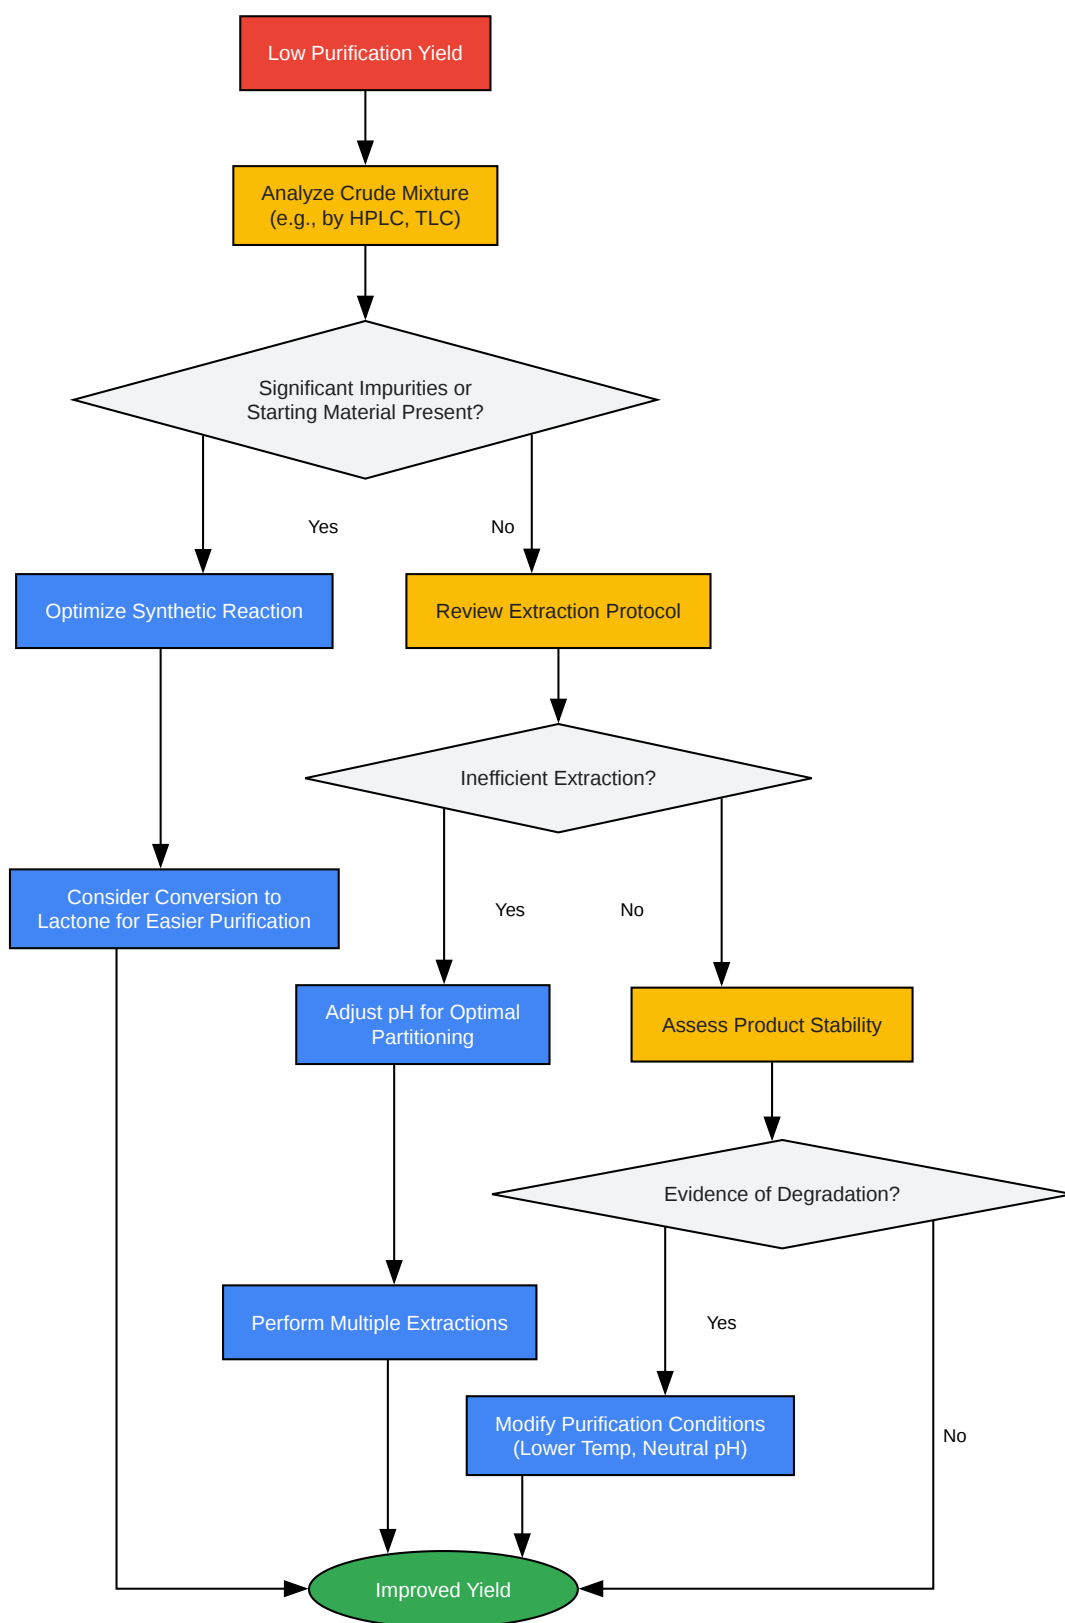 Low Purification Yield
Analyze Crude Mixture
(e.g., by HPLC, TLC)
Significant Impurities or
Starting Material Present?
Yes
No
Optimize Synthetic Reaction
Review Extraction Protocol
Inefficient Extraction?
Consider Conversion to
Lactone for Easier Purification
Yes
No
Adjust pH for Optimal
Partitioning
Assess Product Stability
Evidence of Degradation?
Perform Multiple Extractions
Yes
Modify Purification Conditions
(Lower Temp, Neutral pH)
No
Improved Yield